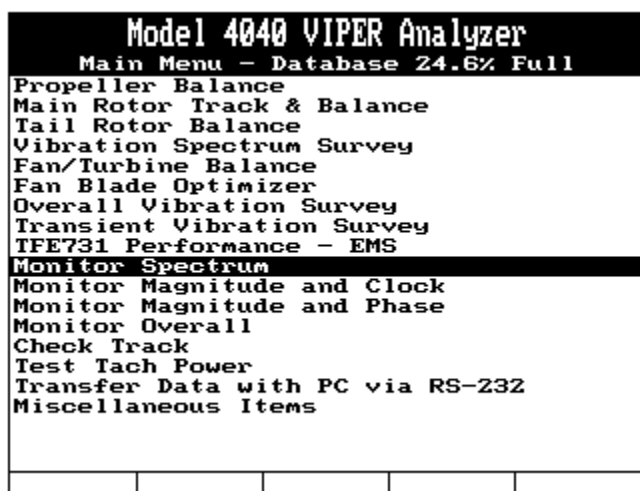 Model 4040 VIPER Analyzer
Main Menu – Database 24.6% Full
Propeller Balance
Main Rotor Track & Balance
Tail Rotor Balance
Vibration Spectrum Survey
Fan/Turbine Balance
Fan Blade Optimizer
Overall Vibration Survey
Transient Vibration Survey
TFE731 Performance – EMS
Monitor Spectrum
Monitor Magnitude and Clock
Monitor Magnitude and Phase
Monitor Overall
Check Track
Test Tach Power
Transfer Data with PC via RS-232
Miscellaneous Items